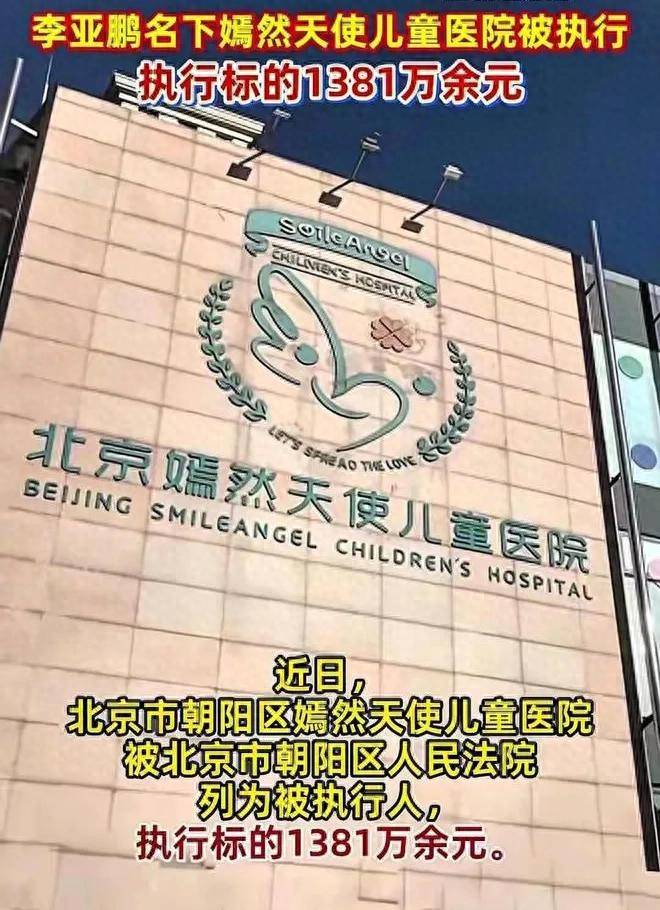 李亚鹏名下嫣然天使儿童医院被执行
执行标的1381万余元
SmileAngel
CHILDREN'S HOSPITAL
LET'S SPREAD THE LOVE
北京嫣然天使儿童医院
BEIJING SMILEANGEL CHILDREN'S HOSPITAL
近日，
北京市朝阳区嫣然天使儿童医院
被北京市朝阳区人民法院
列为被执行人，
执行标的1381万余元。